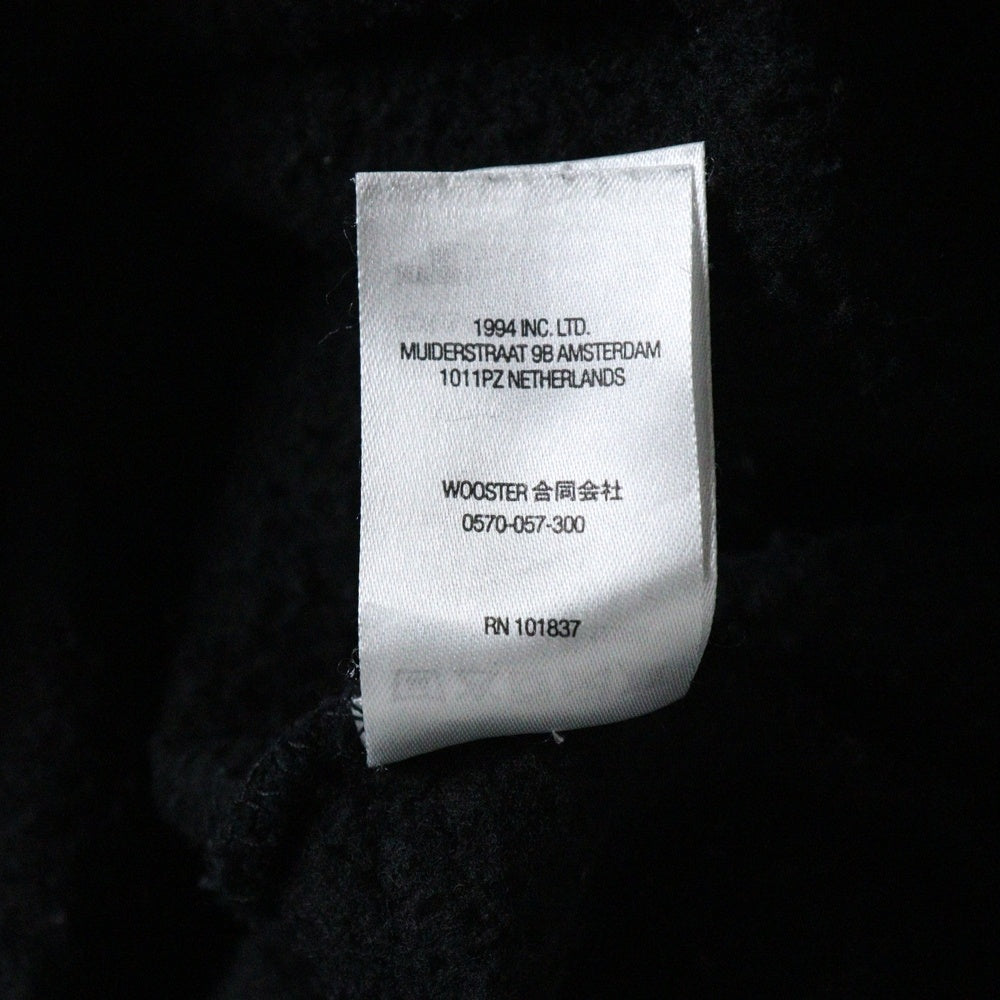 1994 INC. LTD.
MUIDERSTRAAT 9B AMSTERDAM
1011PZ NETHERLANDS
WOOSTER 合同会社
0570-057-300
RN 101837